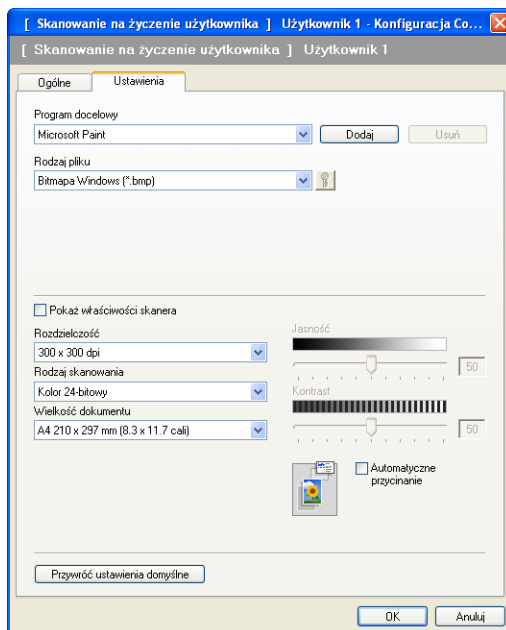 [ Skanowanie na życzenie użytkownika ] Użytkownik 1 - Konfiguracja Co...
[ Skanowanie na życzenie użytkownika ] Użytkownik 1
Ogólne Ustawienia
Program docelowy
Microsoft Paint Dodaj Usuń
Rodzaj pliku
Bitmapa Windows (*.bmp)
Pokaż właściwości skanera
Rozdzielczość Jasność
300 x 300 dpi 50
Rodzaj skanowania
Kolor 24-bitowy Kontrast
Wielkość dokumentu
A4 210 x 297 mm (8.3 x 11.7 cali) 50
Automatyczne
przycinanie
Przywróć ustawienia domyślne
OK Anuluj